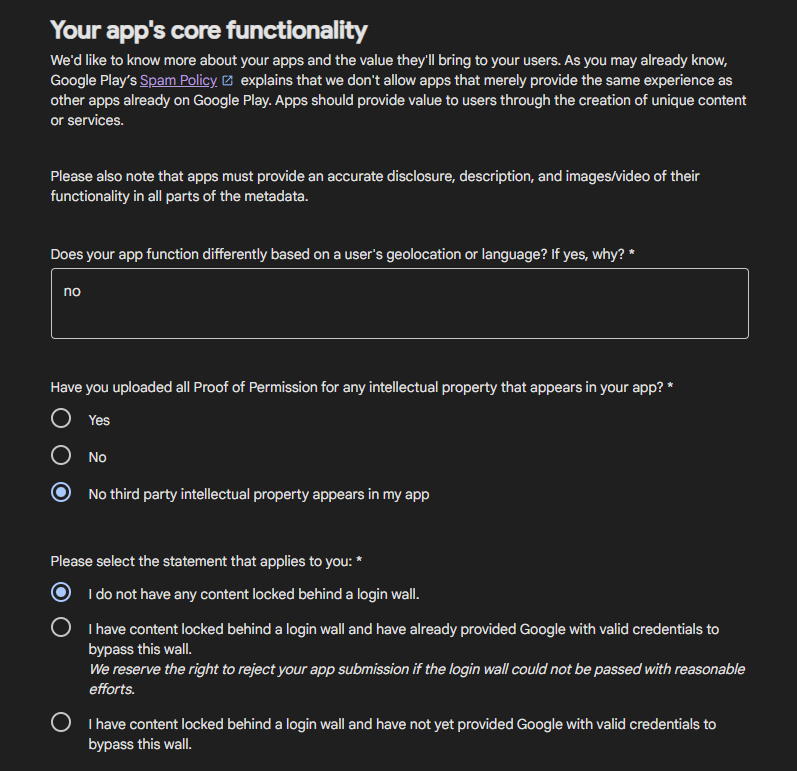 Your app's core functionality
We'd like to know more about your apps and the value they'll bring to your users. As you may already know,
Google Play's Spam Policy explains that we don't allow apps that merely provide the same experience as
other apps already on Google Play. Apps should provide value to users through the creation of unique content
or services.
Please also note that apps must provide an accurate disclosure, description, and images/video of their
functionality in all parts of the metadata.
Does your app function differently based on a user's geolocation or language? If yes, why? *
no
Have you uploaded all Proof of Permission for any intellectual property that appears in your app? *
Yes
No
No third party intellectual property appears in my app
Please select the statement that applies to you: *
I do not have any content locked behind a login wall.
I have content locked behind a login wall and have already provided Google with valid credentials to
bypass this wall.
We reserve the right to reject your app submission if the login wall could not be passed with reasonable
efforts.
I have content locked behind a login wall and have not yet provided Google with valid credentials to
bypass this wall.